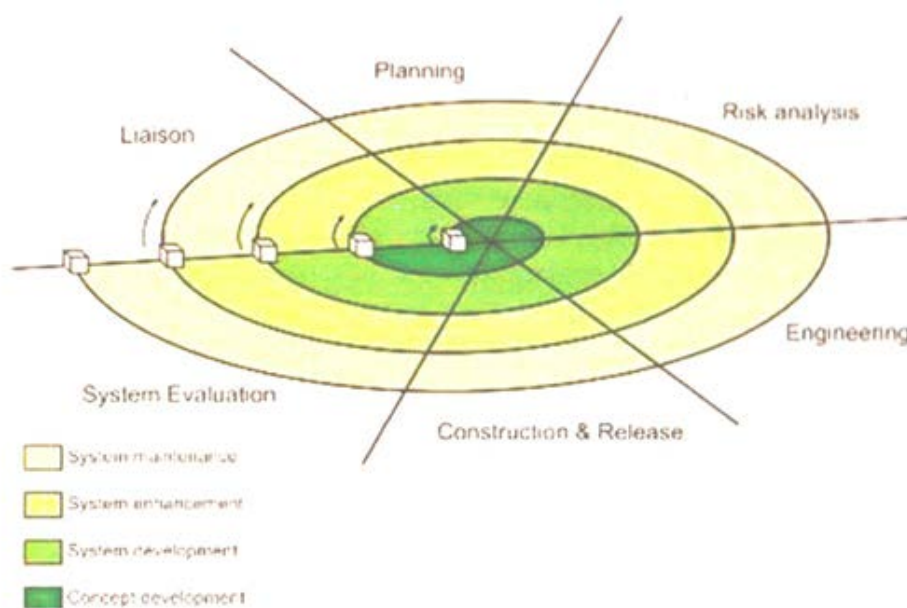 Planning
Risk analysis
Liaison
Engineering
System Evaluation
Construction & Release
System maintenance
System enhancement
System development
Concept development